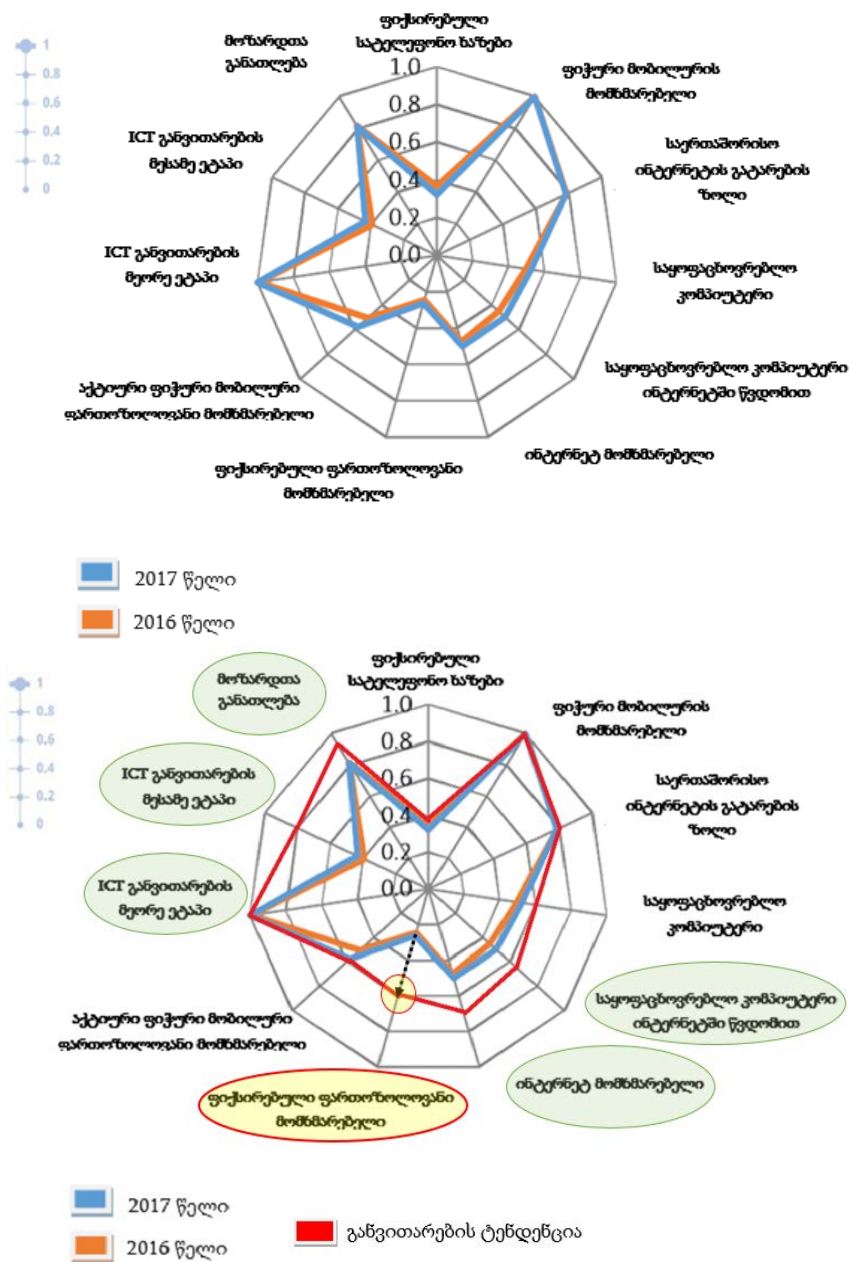 ფიქსირებული
სატელეფონო ხაზები
მოზარდთა
განათლება
ფიჭური მობილურის
მომხმარებელი
ICT განვითარების
მესამე ეტაპი
საერთაშორისო
ინტერნეტის გატარების
ზოლი
ICT განვითარების
მეორე ეტაპი
საყოფაცხოვრებლო
კომპიუტერი
აქტიური ფიჭური მობილური
ფართოზოლოვანი მომხმარებელი
საყოფაცხოვრებლო კომპიუტერი
ინტერნეტში წვდომით
ფიქსირებული ფართოზოლოვანი
მომხმარებელი
ინტერნეტ მომხმარებელი
1.0
0.8
0.6
0.4
0.2
0.0
1
0.8
0.6
0.4
0.2
0
2017 წელი
2016 წელი
ფიქსირებული
სატელეფონო ხაზები
მოზარდთა
განათლება
ფიჭური მობილურის
მომხმარებელი
ICT განვითარების
მესამე ეტაპი
საერთაშორისო
ინტერნეტის გატარების
ზოლი
ICT განვითარების
მეორე ეტაპი
საყოფაცხოვრებლო
კომპიუტერი
აქტიური ფიჭური მობილური
ფართოზოლოვანი მომხმარებელი
საყოფაცხოვრებლო კომპიუტერი
ინტერნეტში წვდომით
ფიქსირებული ფართოზოლოვანი
მომხმარებელი
ინტერნეტ მომხმარებელი
1.0
0.8
0.6
0.4
0.2
0.0
1
0.8
0.6
0.4
0.2
0
2017 წელი
2016 წელი
განვითარების ტენდენცია